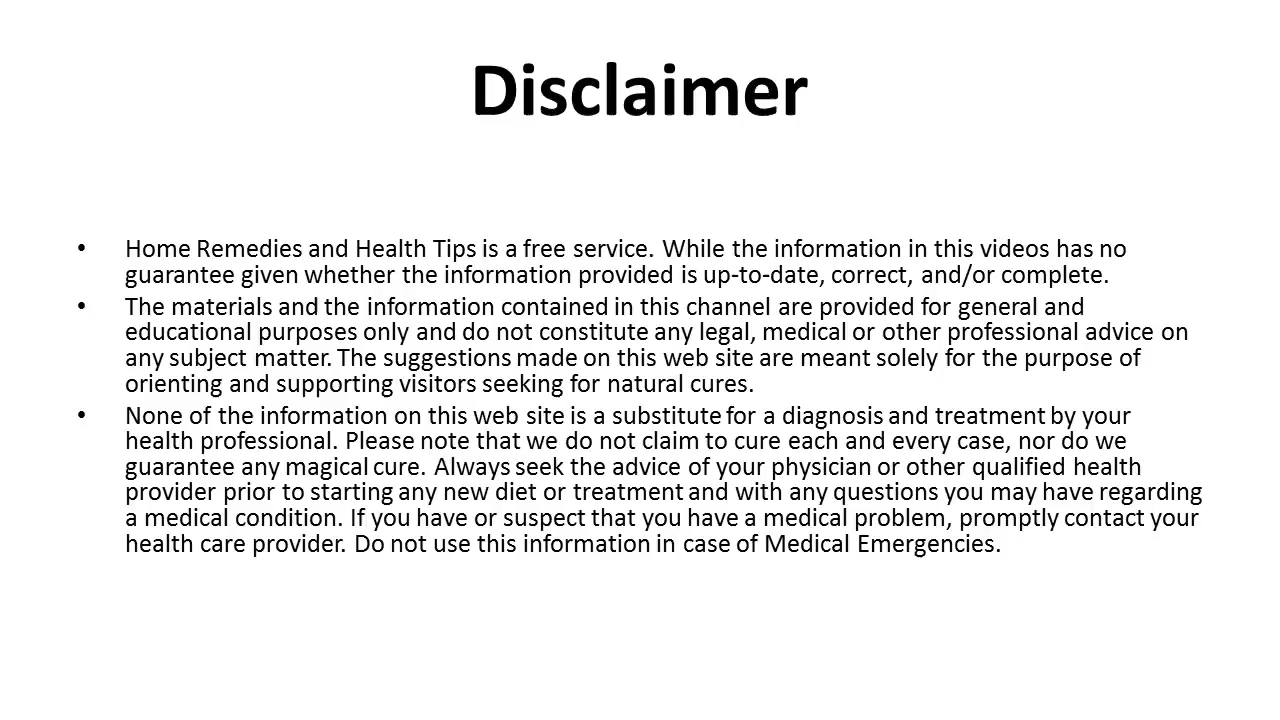 Disclaimer
• Home Remedies and Health Tips is a free service. While the information in this videos has no
guarantee given whether the information provided is up-to-date, correct, and/or complete.
• The materials and the information contained in this channel are provided for general and
educational purposes only and do not constitute any legal, medical or other professional advice on
any subject matter. The suggestions made on this web site are meant solely for the purpose of
orienting and supporting visitors seeking for natural cures.
• None of the information on this web site is a substitute for a diagnosis and treatment by your
health professional. Please note that we do not claim to cure each and every case, nor do we
guarantee any magical cure. Always seek the advice of your physician or other qualified health
provider prior to starting any new diet or treatment and with any questions you may have regarding
a medical condition. If you have or suspect that you have a medical problem, promptly contact your
health care provider. Do not use this information in case of Medical Emergencies.